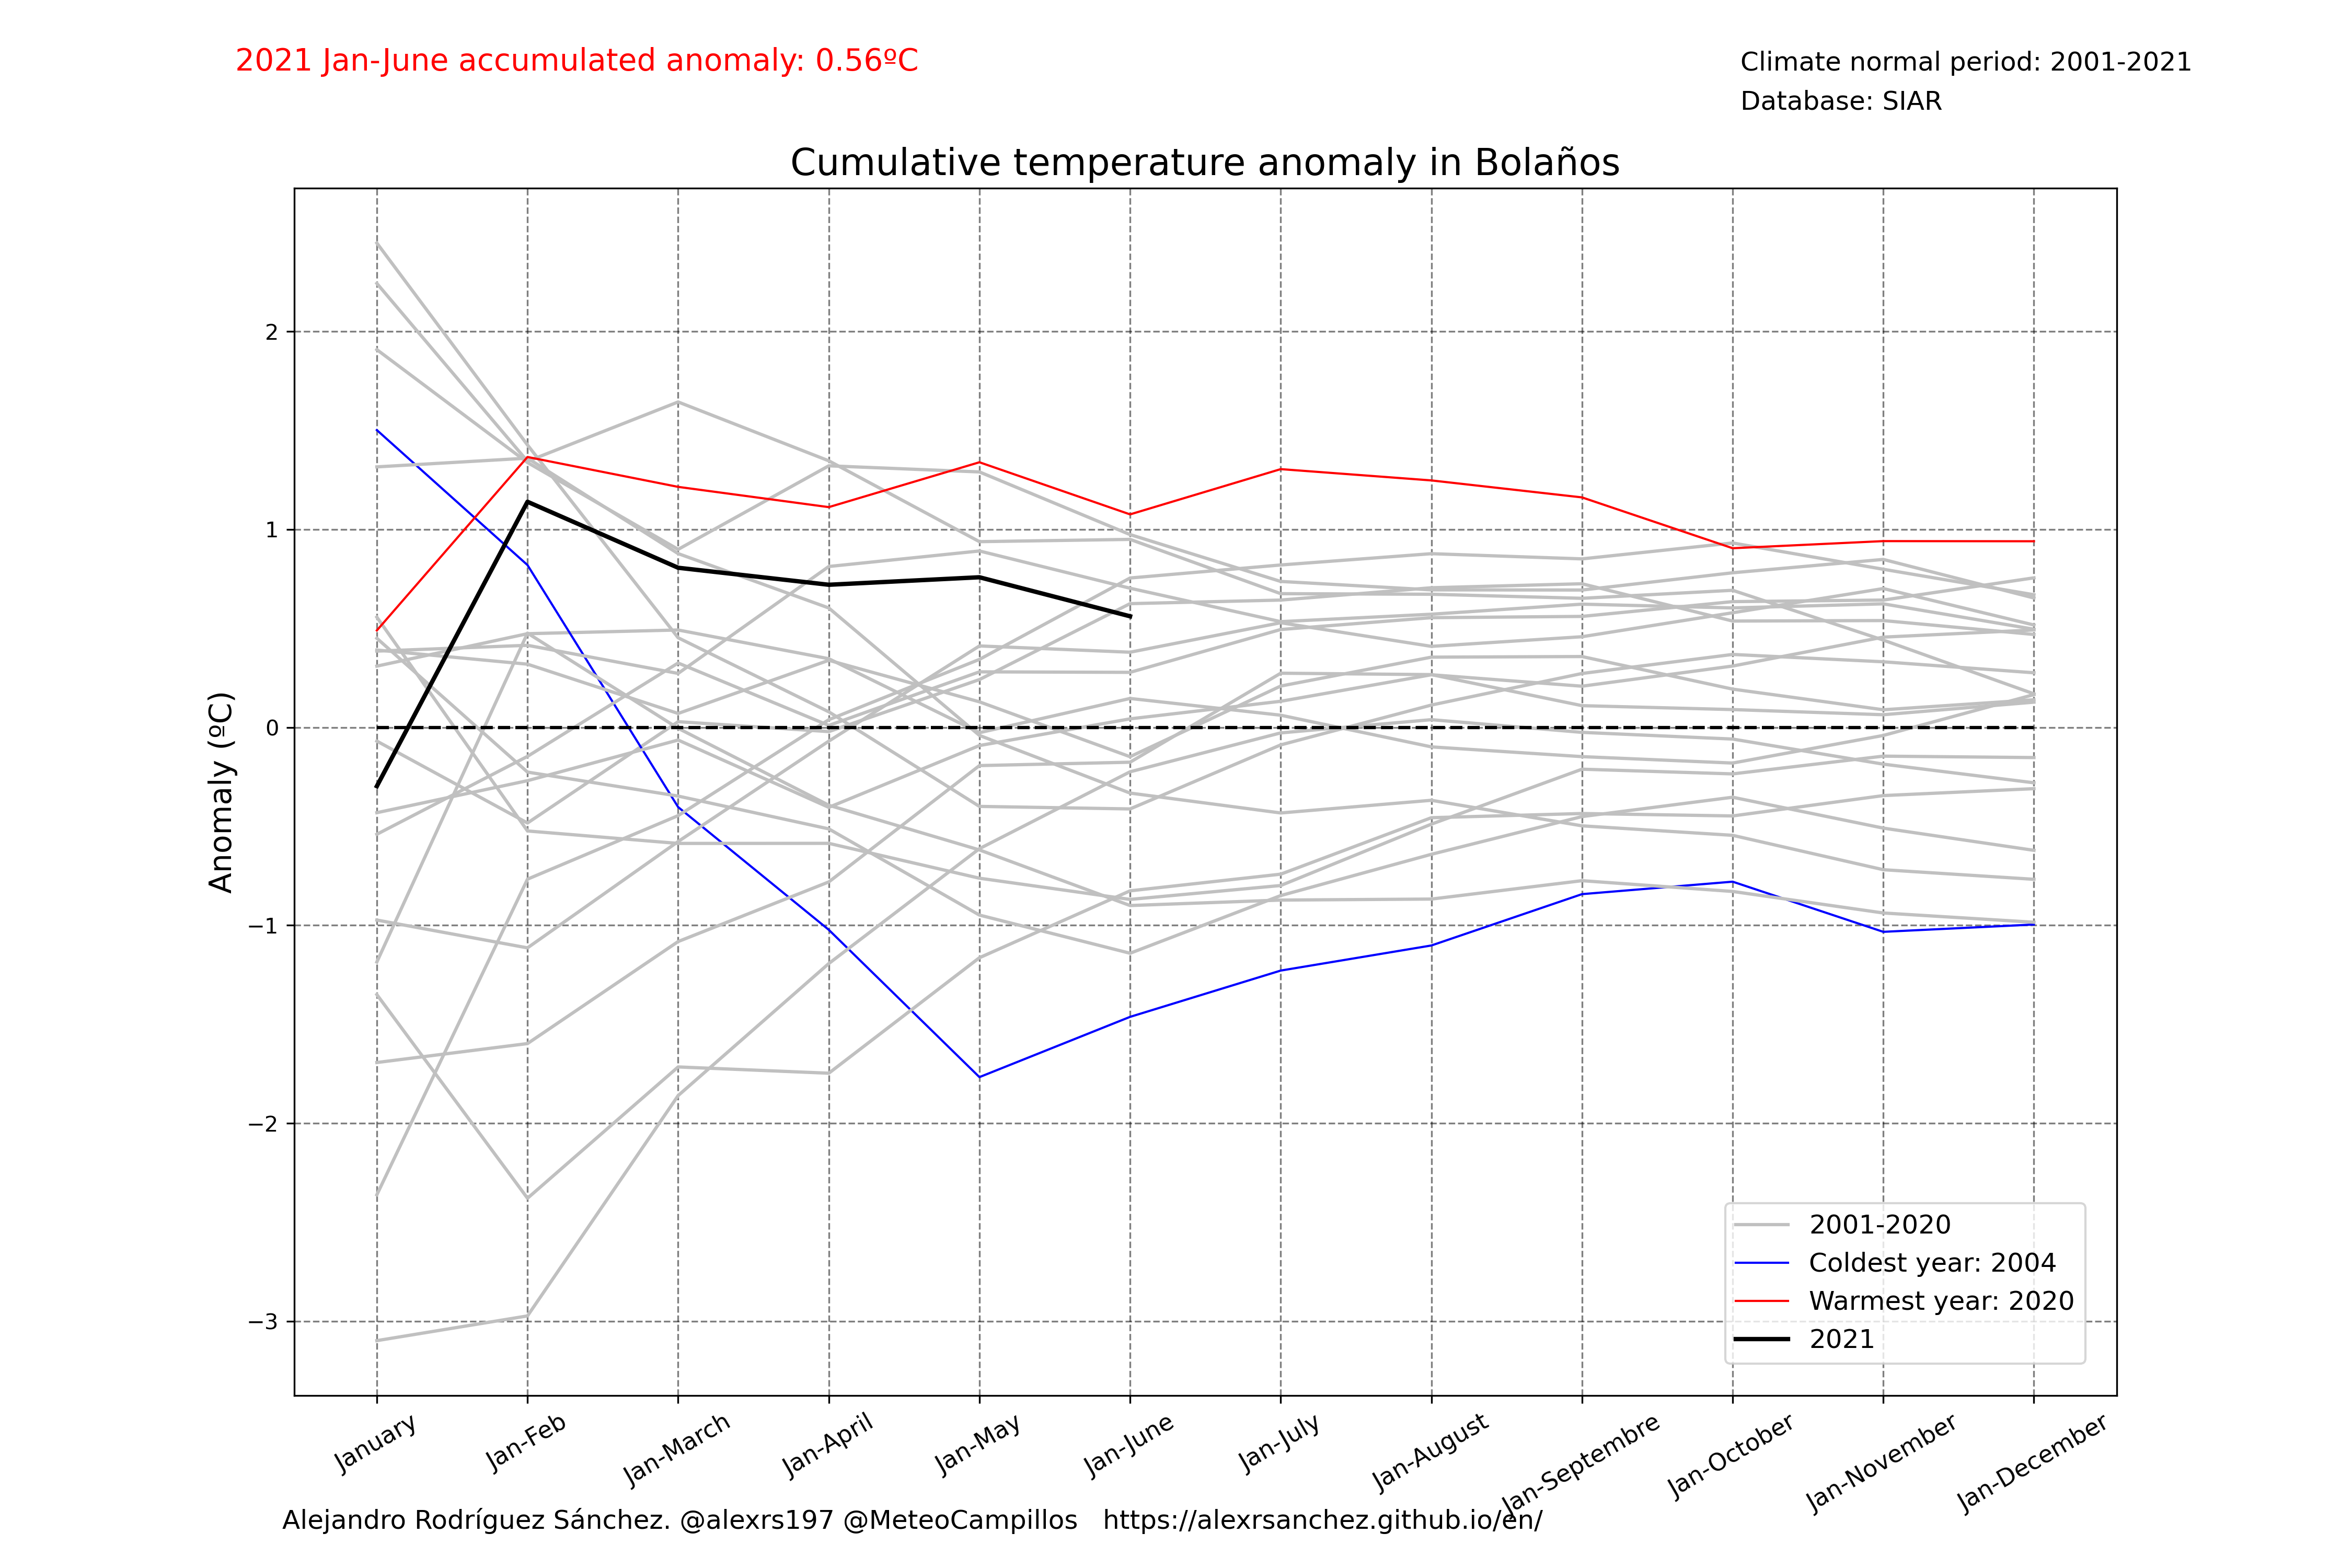 2021 Jan-June accumulated anomaly: 0.56ºC
Climate normal period: 2001-2021
Database: SIAR
Cumulative temperature anomaly in Bolaños
Anomaly (ºC)
2
1
0
−1
−2
−3
2001-2020
Coldest year: 2004
Warmest year: 2020
2021
January
Jan-Feb
Jan-March
Jan-April
Jan-May
Jan-June
Jan-July
Jan-August
Jan-Septembre
Jan-October
Jan-November
Jan-December
Alejandro Rodríguez Sánchez. @alexrs197 @MeteoCampillos https://alexrsanchez.github.io/en/